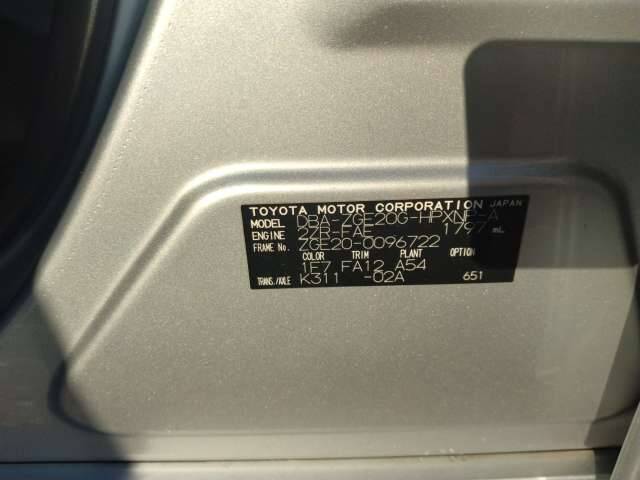 TOYOTA MOTOR CORPORATION JAPAN
MODEL DBA-ZGE20G-HPXNP-A
ENGINE 2ZR-FAE 1797 mL
FRAME No. ZGE20-0096722
COLOR TRIM PLANT OPTION
1E7 FA12 A54
TRANS./AXLE K311 -02A 651